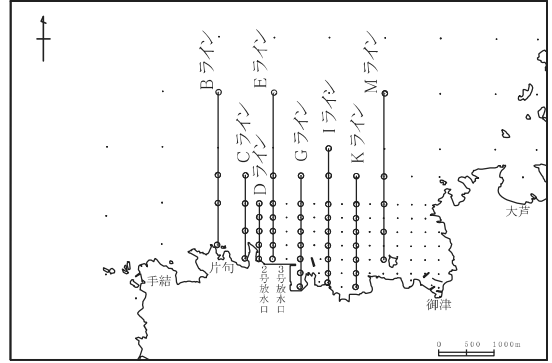 Bライン
Cライン
Dライン
Eライン
Gライン
Iライン
Kライン
Mライン
大芦
手結
片句
2号放水口
3号放水口
御津
0 500 1000m